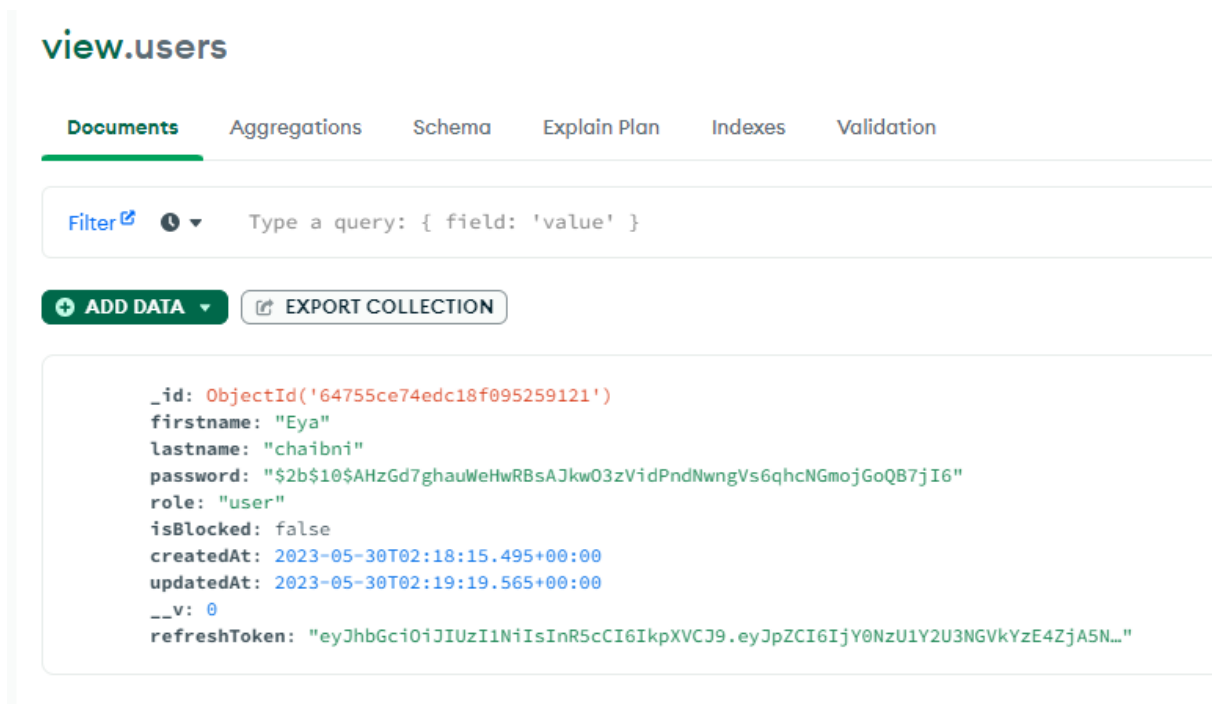 view.users
Documents Aggregations Schema Explain Plan Indexes Validation
Filter Type a query: { field: 'value' }
ADD DATA EXPORT COLLECTION
_id: ObjectId('64755ce74edc18f095259121')
firstname: "Eya"
lastname: "chaibni"
password: "$2b$10$AHzGd7ghauWeHwRBsAJkwO3zVidPndNwngVs6qhcNGmojGoQB7jI6"
role: "user"
isBlocked: false
createdAt: 2023-05-30T02:18:15.495+00:00
updatedAt: 2023-05-30T02:19:19.565+00:00
__v: 0
refreshToken: "eyJhbGciOiJIUzI1NiIsInR5cCI6IkpXVCJ9.eyJpZCI6IjY0NzU1Y2U3NGVkYzE4ZjA5N…"